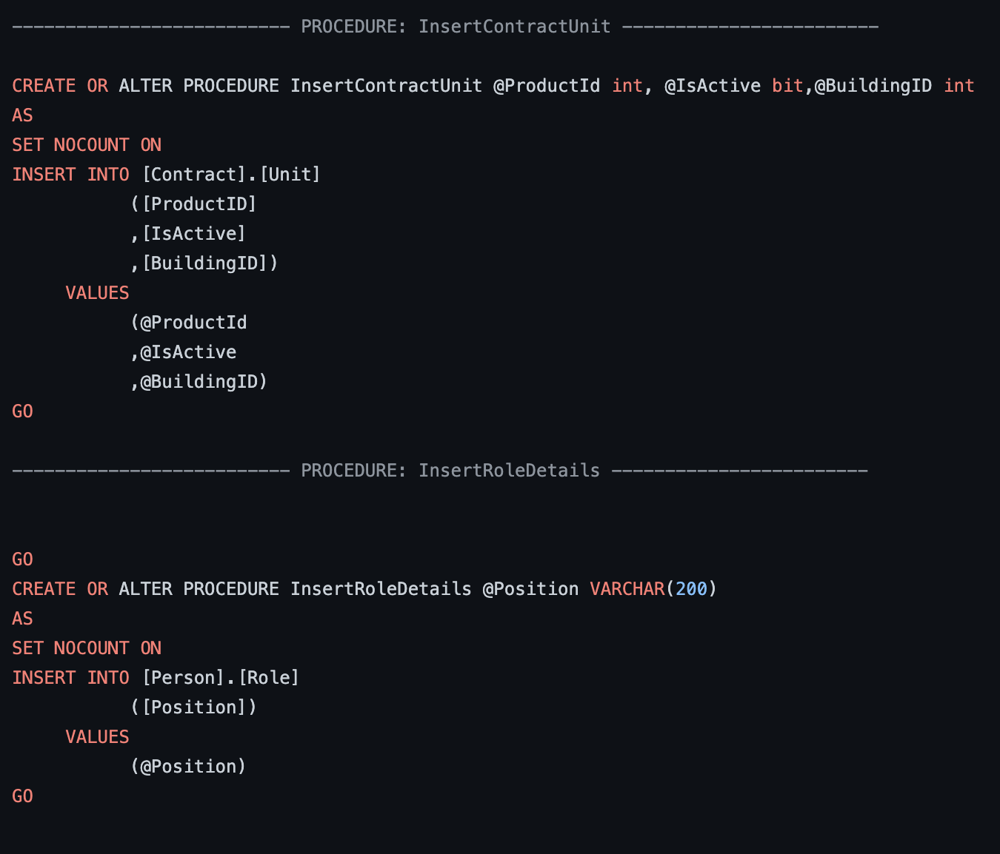 -------------------------- PROCEDURE: InsertContractUnit ------------------------
CREATE OR ALTER PROCEDURE InsertContractUnit @ProductId int, @IsActive bit,@BuildingID int
AS
SET NOCOUNT ON
INSERT INTO [Contract].[Unit]
           ([ProductID]
           ,[IsActive]
           ,[BuildingID])
     VALUES
           (@ProductId
           ,@IsActive
           ,@BuildingID)
GO
-------------------------- PROCEDURE: InsertRoleDetails ------------------------
GO
CREATE OR ALTER PROCEDURE InsertRoleDetails @Position VARCHAR(200)
AS
SET NOCOUNT ON
INSERT INTO [Person].[Role]
           ([Position])
     VALUES
           (@Position)
GO